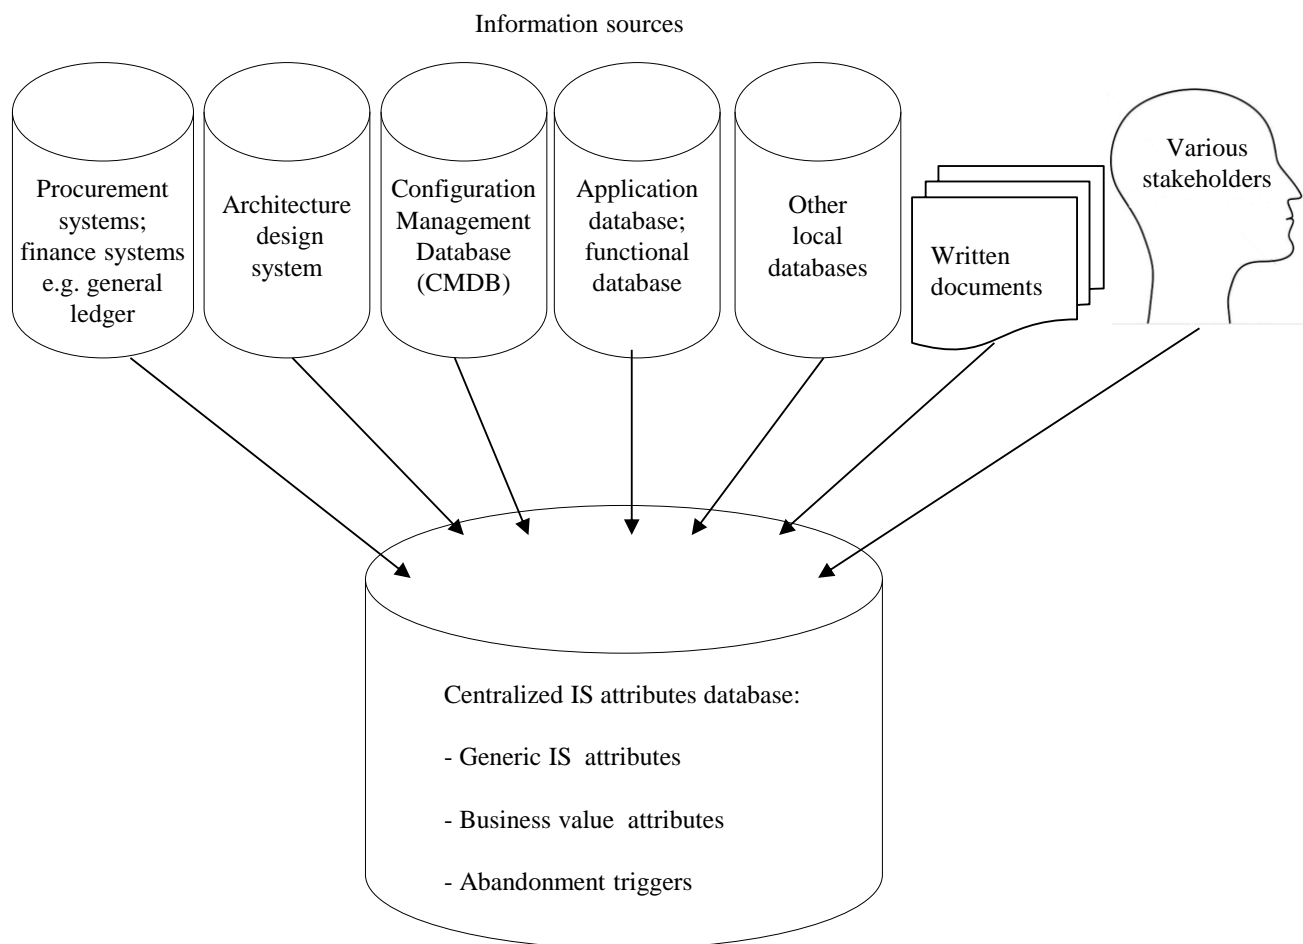 Information sources
Procurement
systems;
finance systems
e.g. general
ledger
Architecture
design
system
Configuration
Management
Database
(CMDB)
Application
database;
functional
database
Other
local
databases
Written
documents
Various
stakeholders
Centralized IS attributes database:
- Generic IS attributes
- Business value attributes
- Abandonment triggers